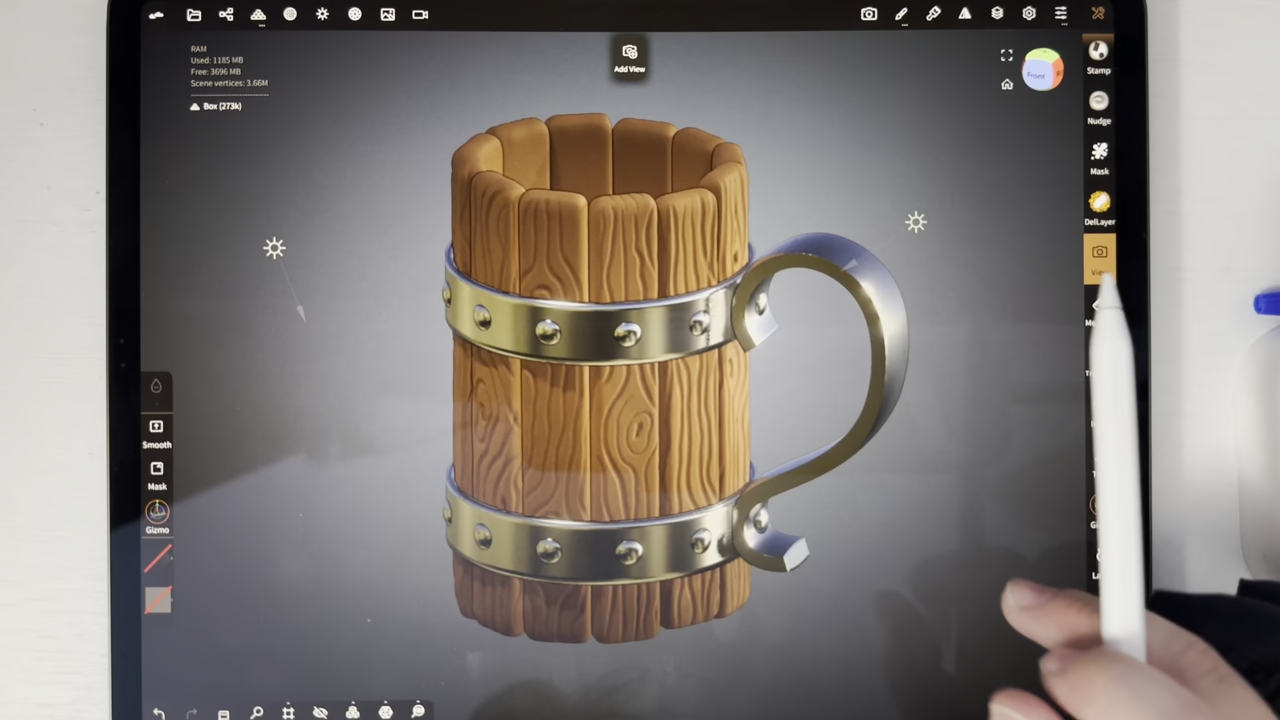 RAM
Used: 1185 MB
Free: 3696 MB
Scene vertices: 3.66M
Box (273k)
Add View
Front
Stamp
Nudge
Mask
DelLayer
Smooth
Mask
Gizmo